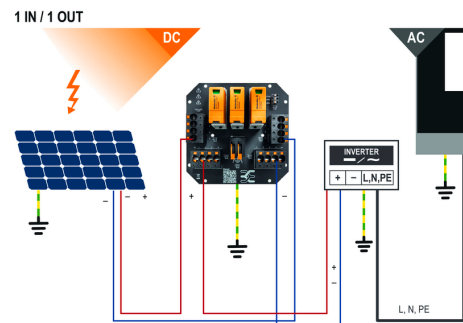 1 IN / 1 OUT
DC
AC
INVERTER
+ − L,N,PE
− − +
+
−
+
−
L, N, PE